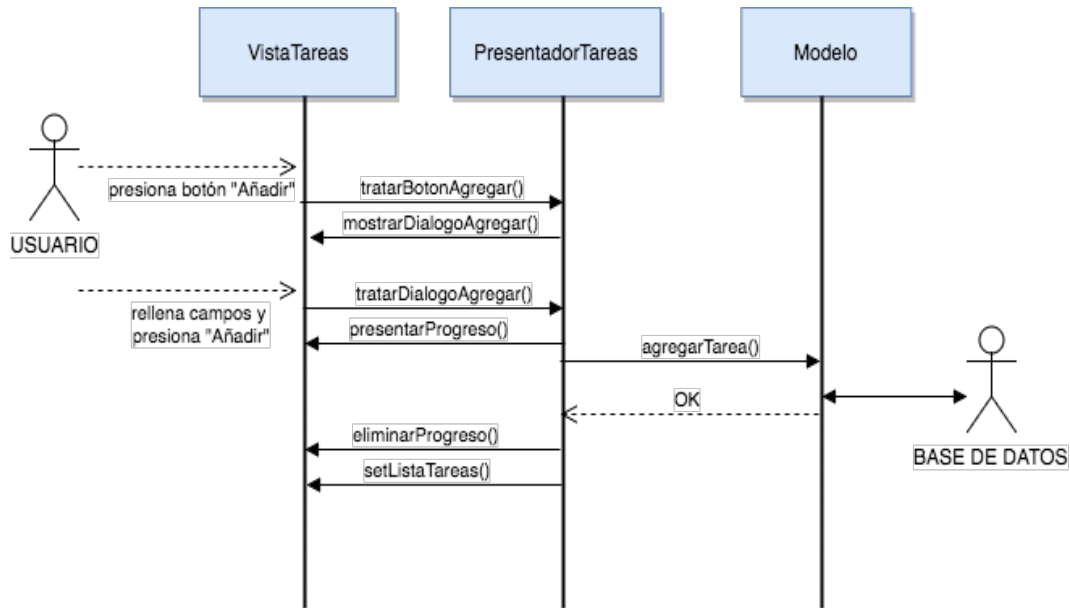 VistaTareas
PresentadorTareas
Modelo
presiona botón "Añadir"
tratarBotonAgregar()
mostrarDialogoAgregar()
USUARIO
tratarDialogoAgregar()
rellena campos y
presiona "Añadir"
presentarProgreso()
agregarTarea()
OK
eliminarProgreso()
BASE DE DATOS
setListaTareas()